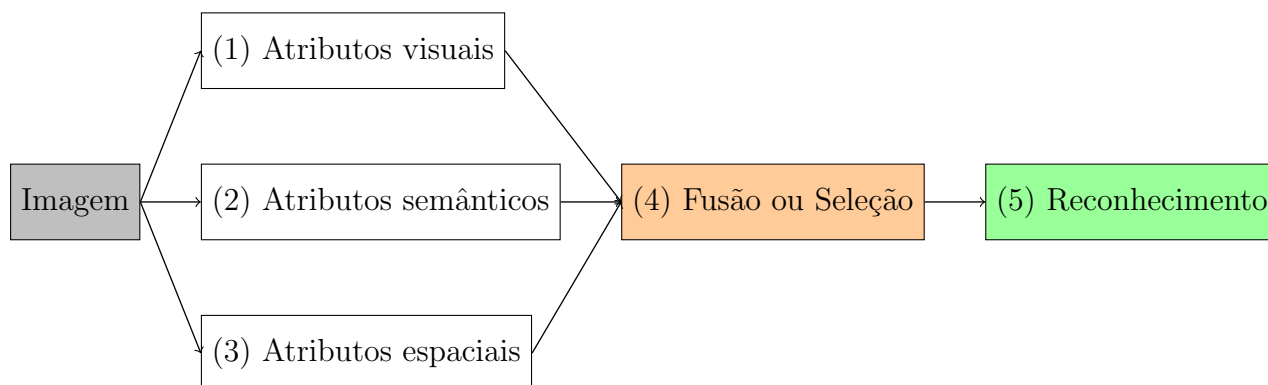 (1) Atributos visuais
Imagem
(2) Atributos semânticos
(4) Fusão ou Seleção
(5) Reconhecimento
(3) Atributos espaciais